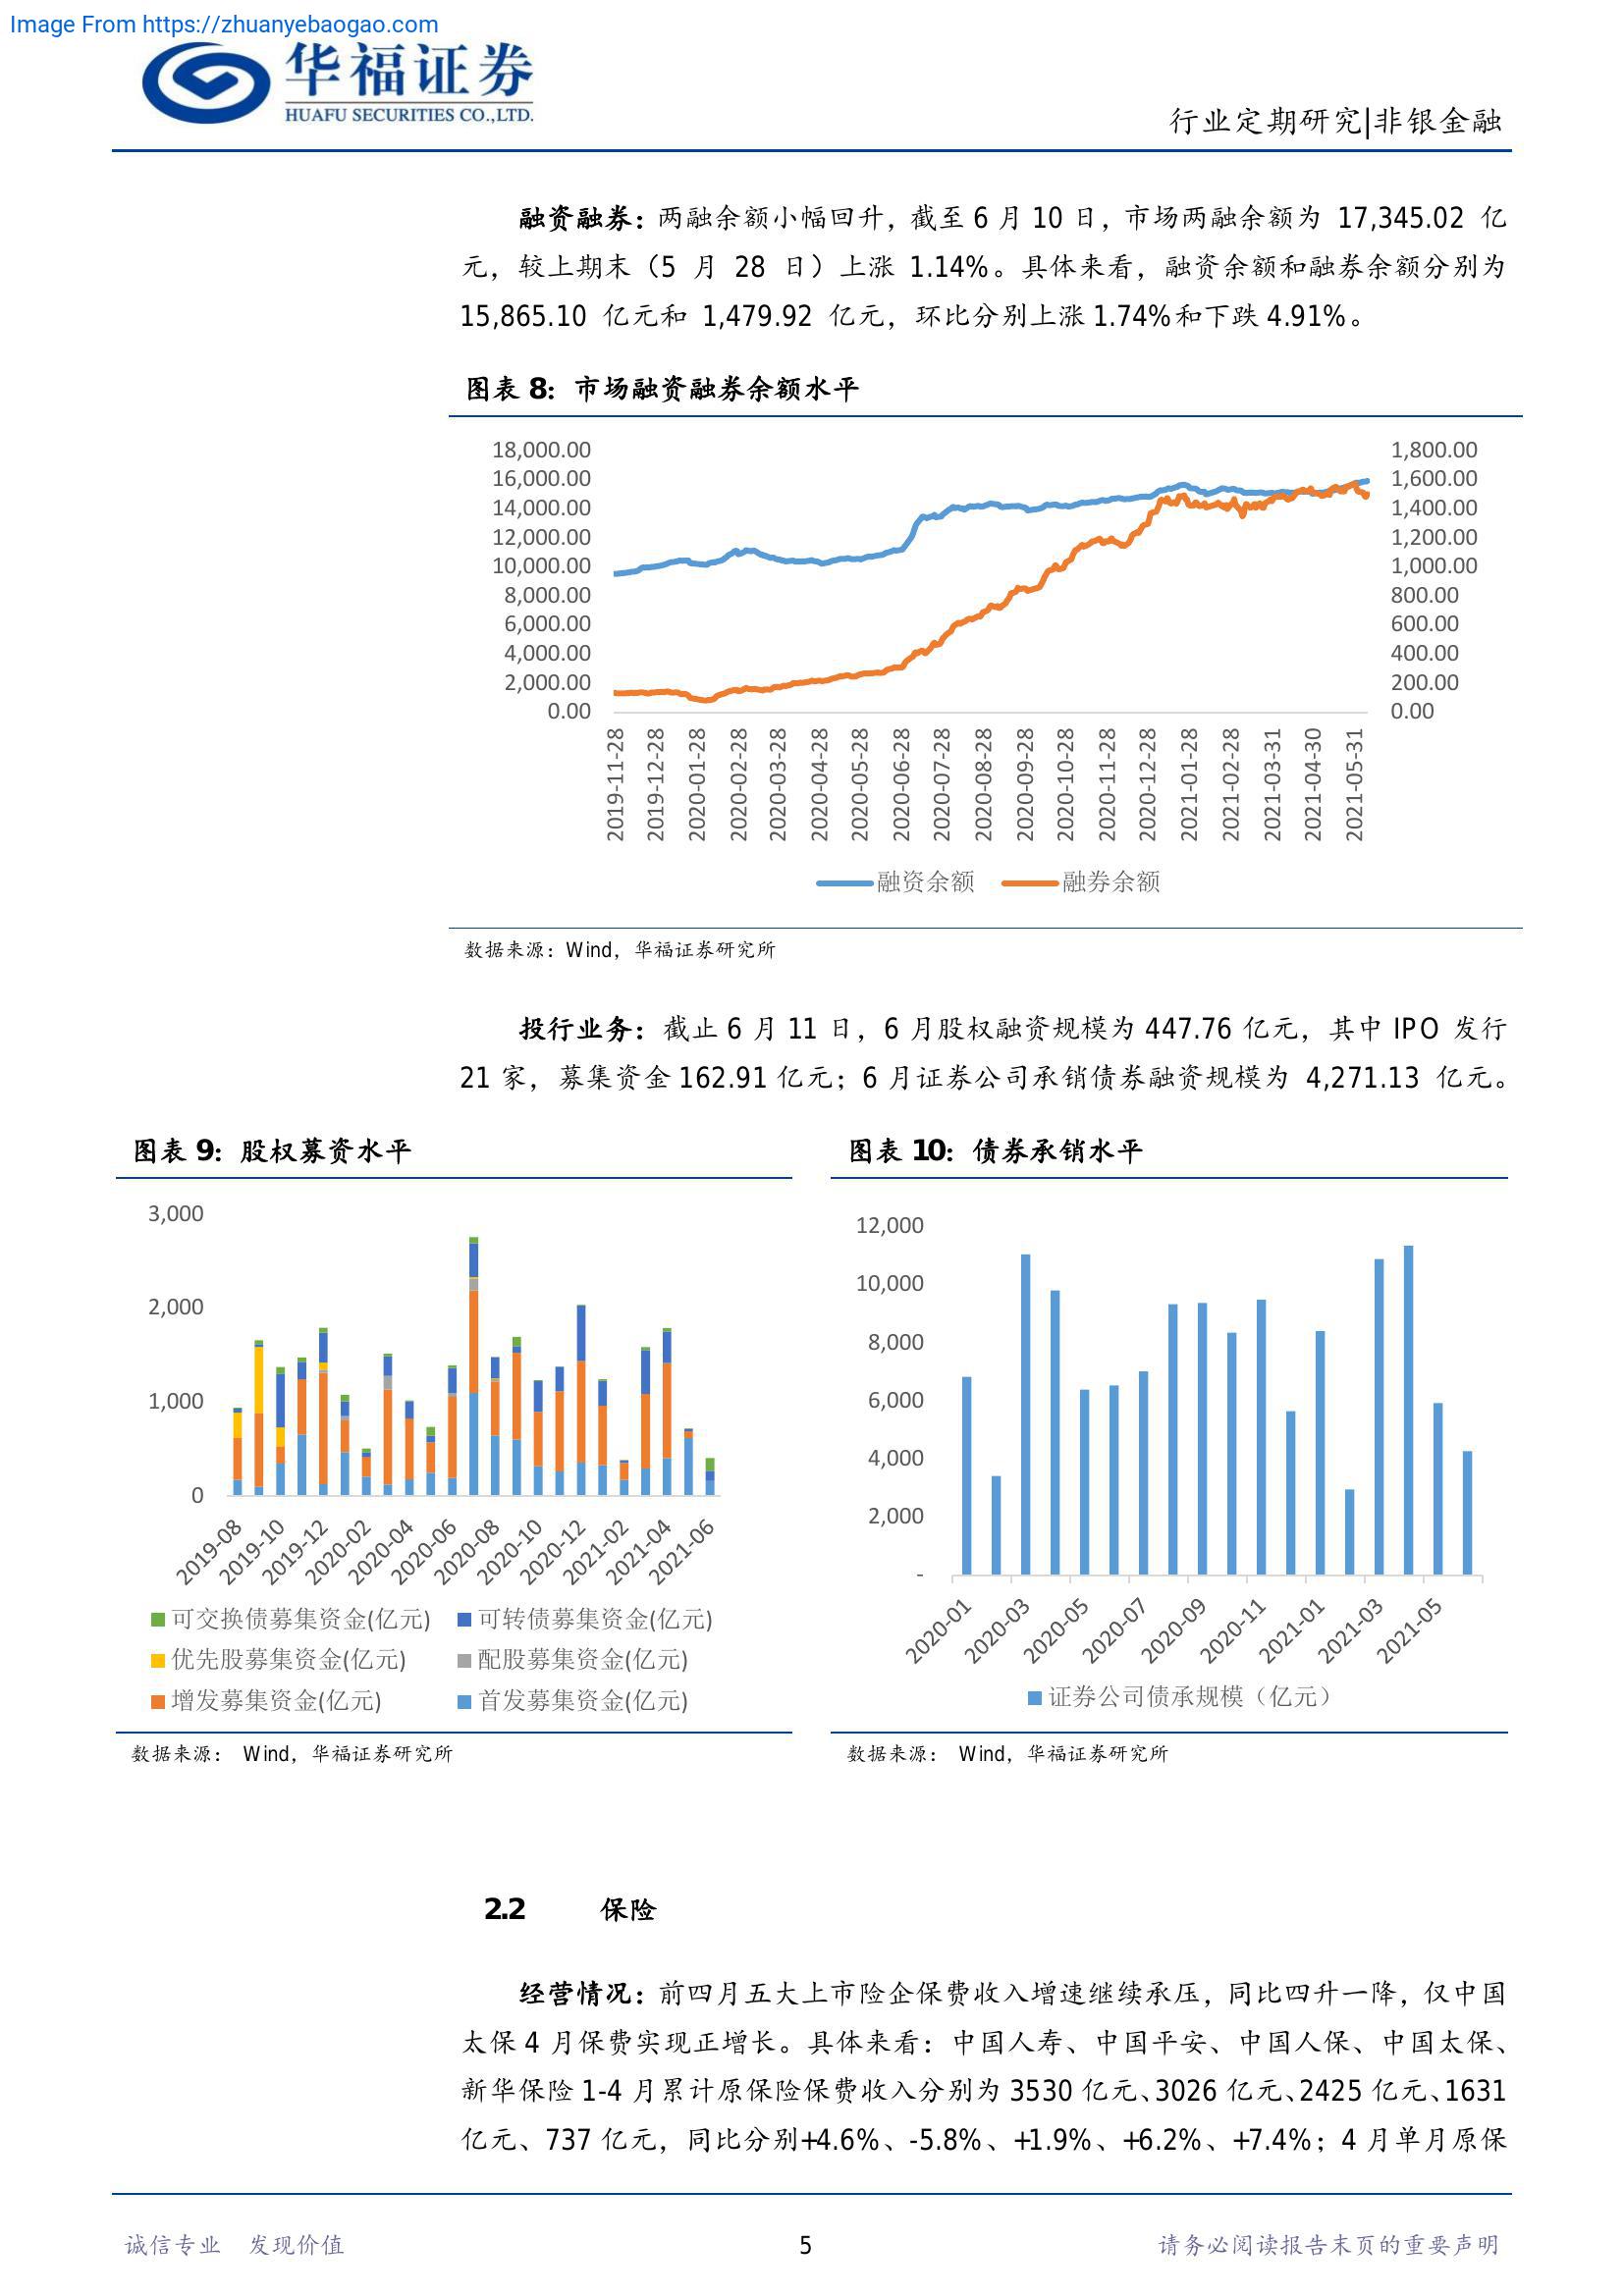 Image From https://zhuanyebaogao.com
华福证券
HUAFU SECURITIES CO.,LTD.
行业定期研究|非银金融
融资融券：两融余额小幅回升，截至 6 月 10 日，市场两融余额为 17,345.02 亿
元，较上期末（5 月 28 日）上涨 1.14%。具体来看，融资余额和融券余额分别为
15,865.10 亿元和 1,479.92 亿元，环比分别上涨 1.74%和下跌 4.91%。
图表 8：市场融资融券余额水平
18,000.00 1,800.00
16,000.00 1,600.00
14,000.00 1,400.00
12,000.00 1,200.00
10,000.00 1,000.00
8,000.00 800.00
6,000.00 600.00
4,000.00 400.00
2,000.00 200.00
0.00 0.00
2019-11-28 2019-12-28 2020-01-28 2020-02-28 2020-03-28 2020-04-28 2020-05-28 2020-06-28 2020-07-28 2020-08-28 2020-09-28 2020-10-28 2020-11-28 2020-12-28 2021-01-28 2021-02-28 2021-03-31 2021-04-30 2021-05-31
融资余额 融券余额
数据来源：Wind，华福证券研究所
投行业务：截止 6 月 11 日，6 月股权融资规模为 447.76 亿元，其中 IPO 发行
21 家，募集资金 162.91 亿元；6 月证券公司承销债券融资规模为 4,271.13 亿元。
图表 9：股权募资水平
3,000
2,000
1,000
0
2019-08 2019-10 2019-12 2020-02 2020-04 2020-06 2020-08 2020-10 2020-12 2021-02 2021-04 2021-06
可交换债募集资金(亿元) 可转债募集资金(亿元)
优先股募集资金(亿元) 配股募集资金(亿元)
增发募集资金(亿元) 首发募集资金(亿元)
数据来源： Wind，华福证券研究所
图表 10：债券承销水平
12,000
10,000
8,000
6,000
4,000
2,000
-
2020-01 2020-03 2020-05 2020-07 2020-09 2020-11 2021-01 2021-03 2021-05
证券公司债承规模（亿元）
数据来源： Wind，华福证券研究所
2.2 保险
经营情况：前四月五大上市险企保费收入增速继续承压，同比四升一降，仅中国
太保 4 月保费实现正增长。具体来看：中国人寿、中国平安、中国人保、中国太保、
新华保险 1-4 月累计原保险保费收入分别为 3530 亿元、3026 亿元、2425 亿元、1631
亿元、737 亿元，同比分别+4.6%、-5.8%、+1.9%、+6.2%、+7.4%；4 月单月原保
诚信专业 发现价值 5 请务必阅读报告末页的重要声明